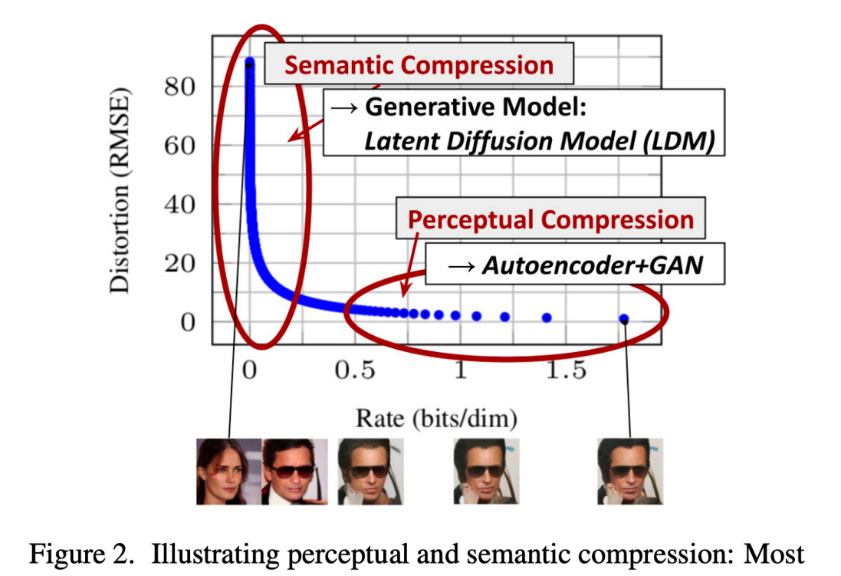 Semantic Compression
→ Generative Model:
Latent Diffusion Model (LDM)
Perceptual Compression
→ Autoencoder+GAN
Distortion (RMSE)
80
60
40
20
0
0 0.5 1 1.5
Rate (bits/dim)
Figure 2. Illustrating perceptual and semantic compression: Most